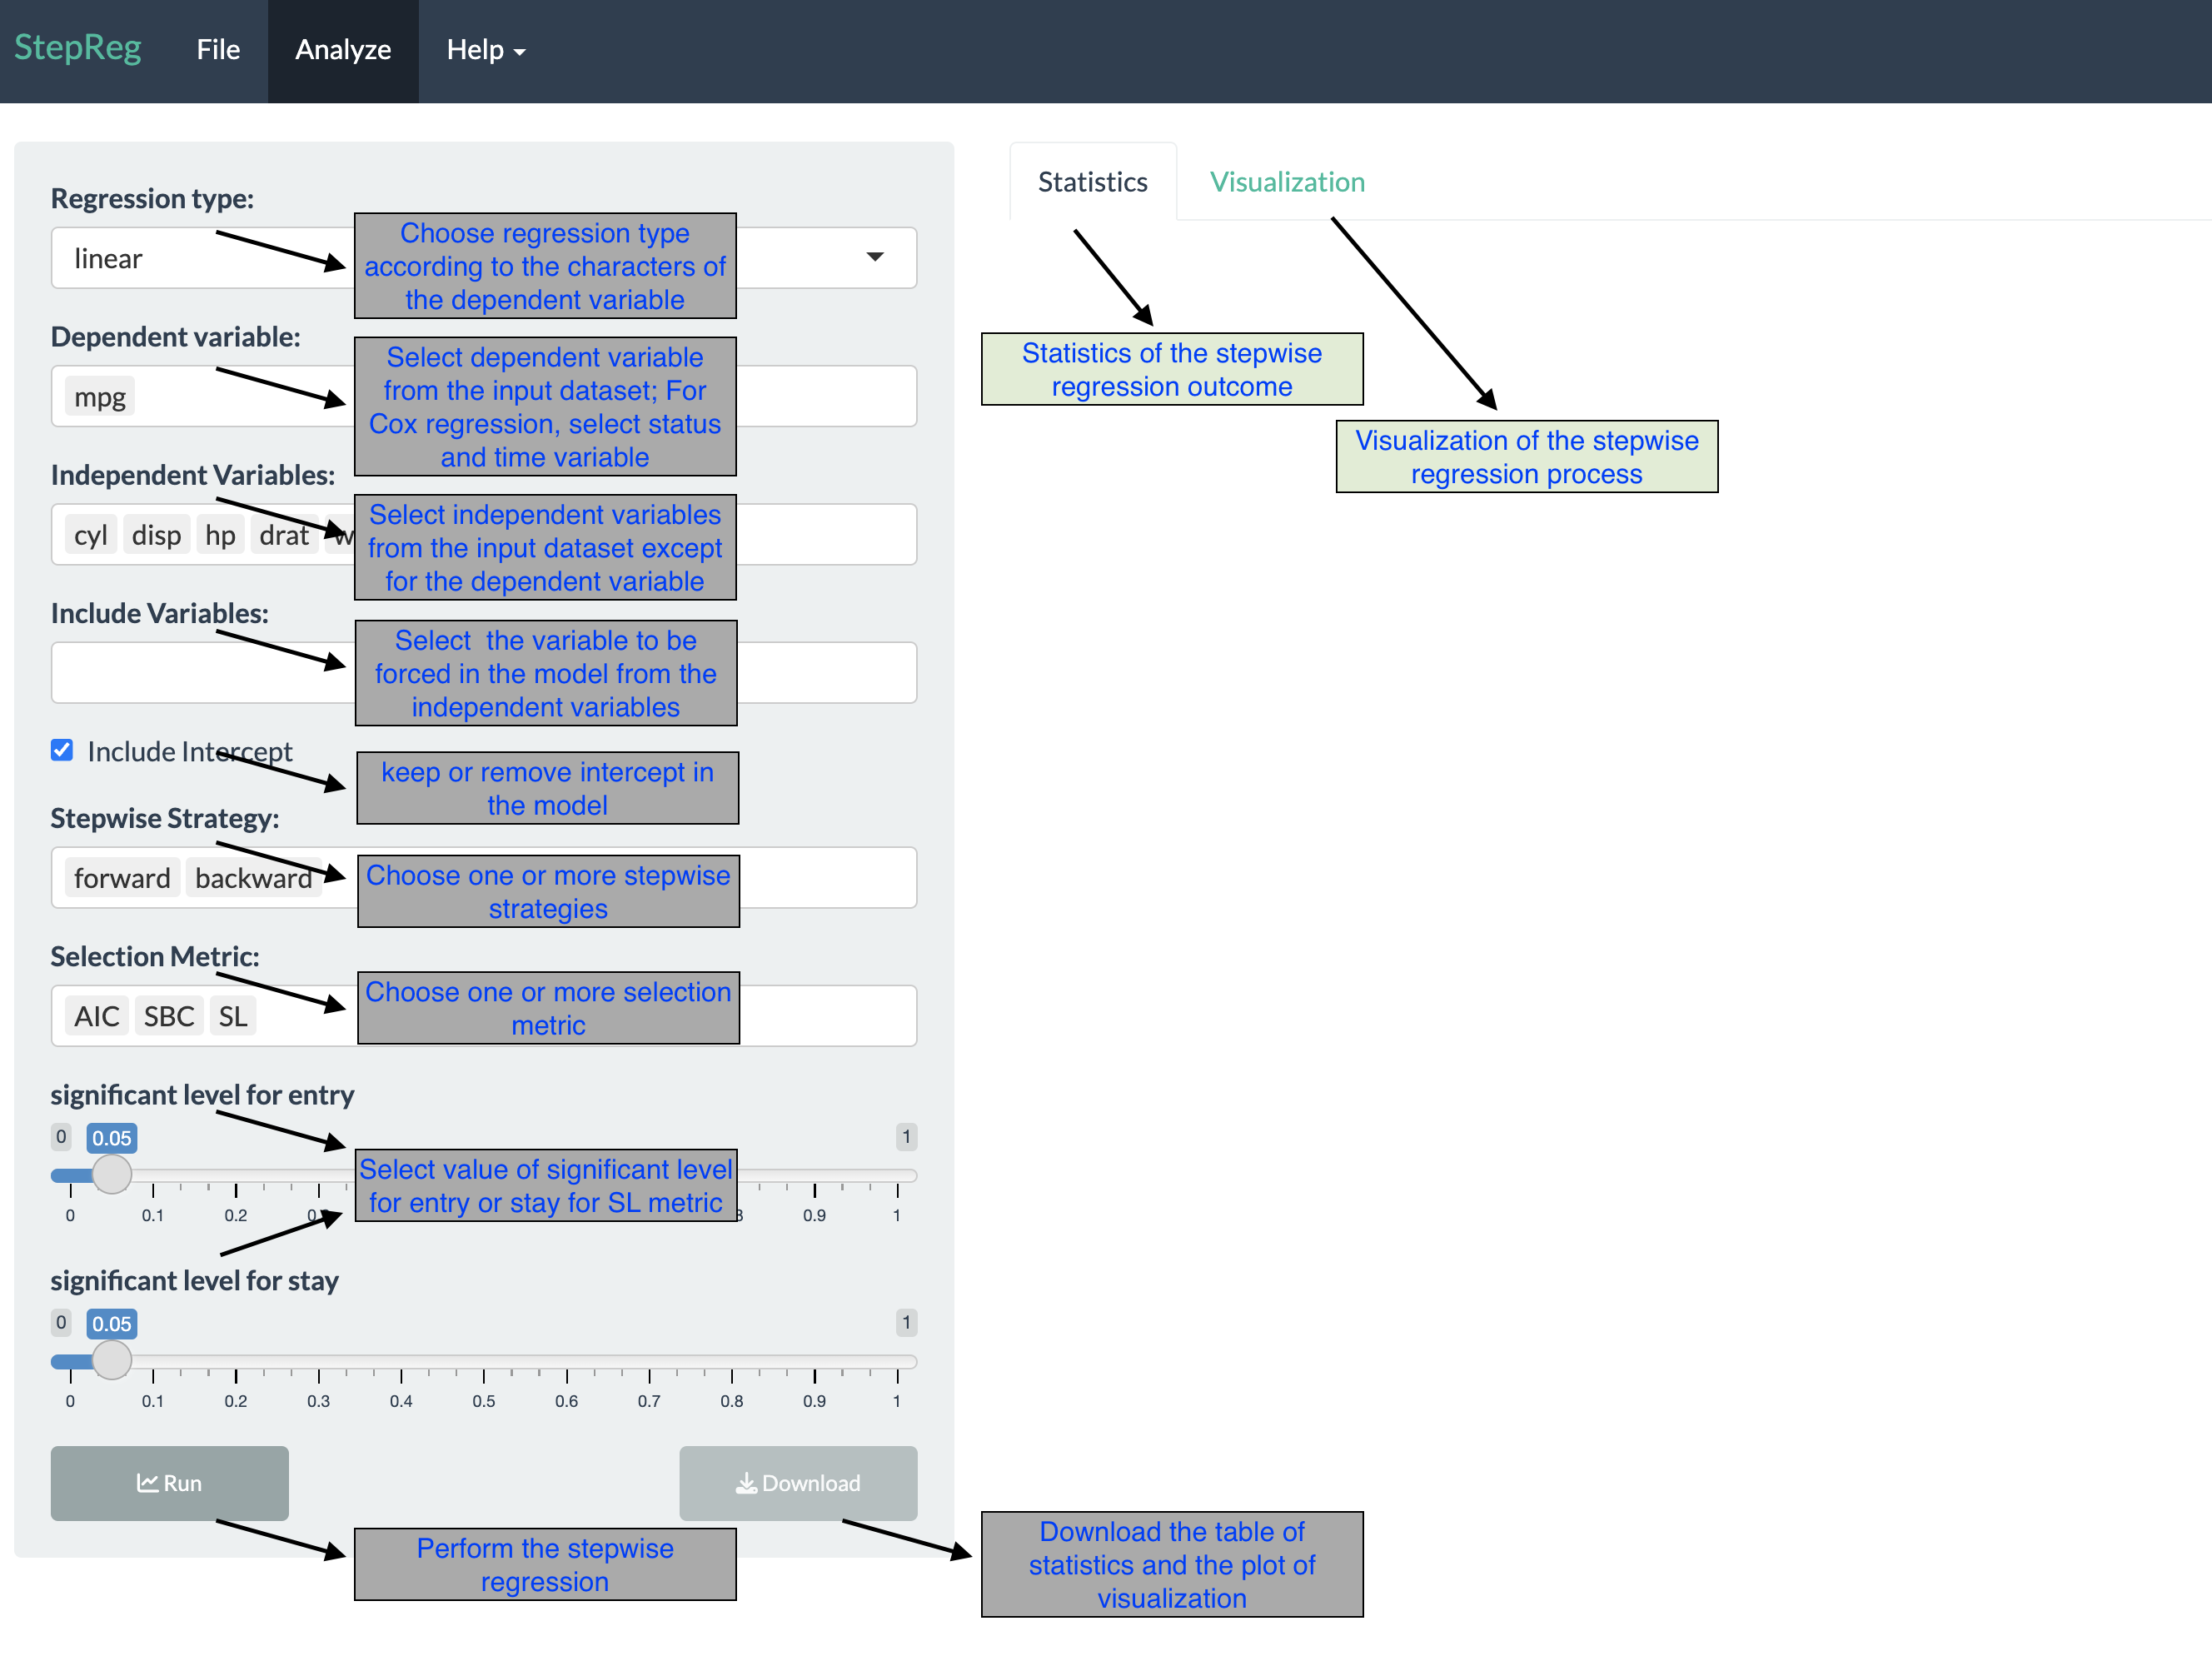 StepReg File Analyze Help
Statistics Visualization
Regression type:
linear
Choose regression type
according to the characters of
the dependent variable
Dependent variable:
mpg
Select dependent variable
from the input dataset; For
Cox regression, select status
and time variable
Independent Variables:
cyl disp hp drat
Select independent variables
from the input dataset except
for the dependent variable
Include Variables:
Select the variable to be
forced in the model from the
independent variables
Include Intercept
keep or remove intercept in
the model
Stepwise Strategy:
forward backward
Choose one or more stepwise
strategies
Selection Metric:
AIC SBC SL
Choose one or more selection
metric
significant level for entry
0 0.05 1
Select value of significant level
for entry or stay for SL metric
0 0.1 0.2 0.9 1
significant level for stay
0 0.05 1
0 0.1 0.2 0.3 0.4 0.5 0.6 0.7 0.8 0.9 1
Run Download
Perform the stepwise
regression
Statistics of the stepwise
regression outcome
Visualization of the stepwise
regression process
Download the table of
statistics and the plot of
visualization